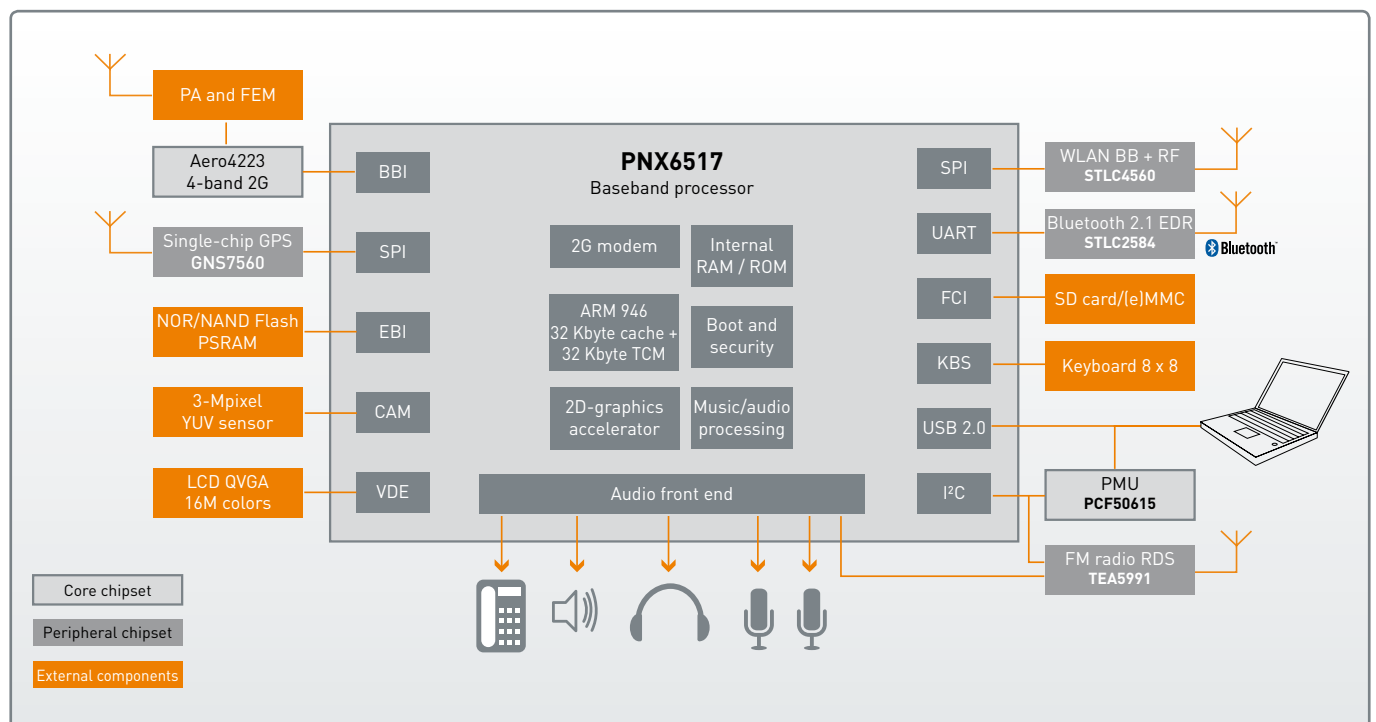 PA and FEM
Aero4223
4-band 2G
Single-chip GPS
GNS7560
NOR/NAND Flash
PSRAM
3-Mpixel
YUV sensor
LCD QVGA
16M colors
BBI
SPI
EBI
CAM
VDE
PNX6517
Baseband processor
2G modem
Internal
RAM / ROM
ARM 946
32 Kbyte cache +
32 Kbyte TCM
Boot and
security
2D-graphics
accelerator
Music/audio
processing
Audio front end
SPI
UART
FCI
KBS
USB 2.0
I²C
WLAN BB + RF
STLC4560
Bluetooth 2.1 EDR
STLC2584
Bluetooth
SD card/(e)MMC
Keyboard 8 x 8
PMU
PCF50615
FM radio RDS
TEA5991
Core chipset
Peripheral chipset
External components